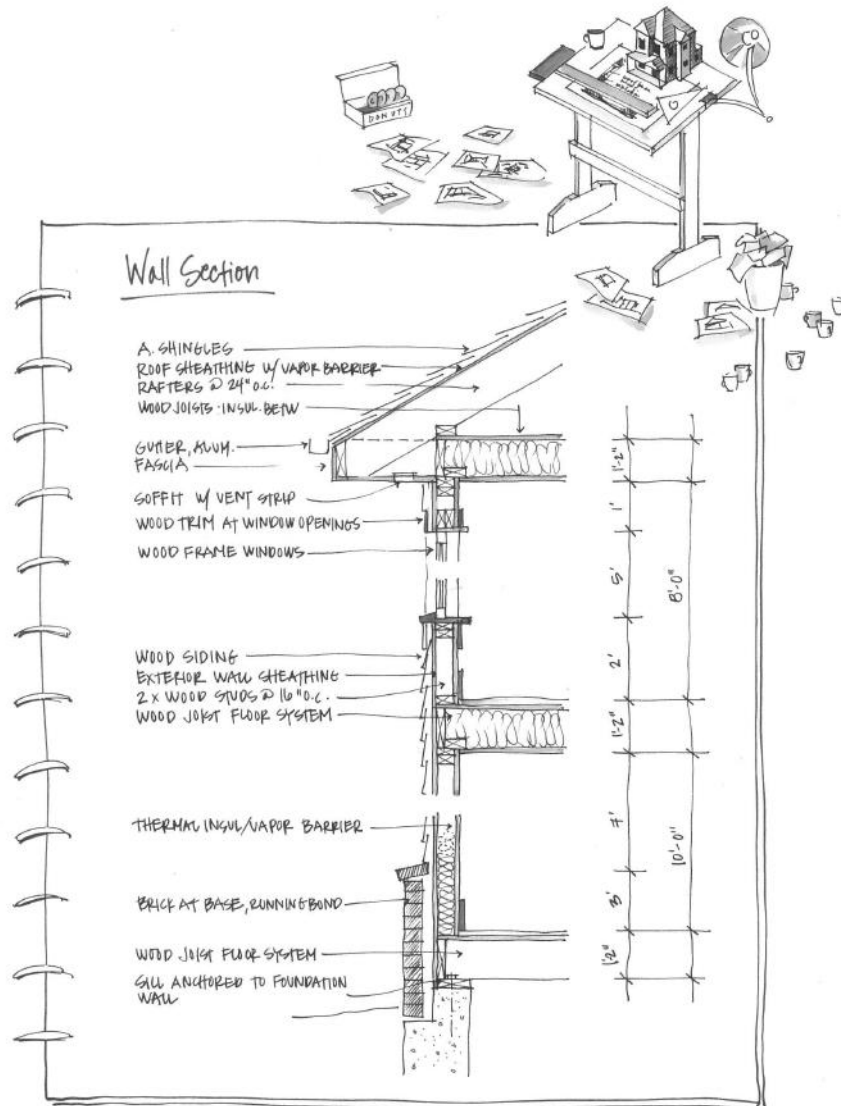 DONUTS
Wall Section
A. SHINGLES
ROOF SHEATHING W/ VAPOR BARRIER
RAFTERS @ 24" O.C.
WOOD JOISTS · INSUL. BETW
GUTTER, ALUM.
FASCIA
SOFFIT W/ VENT STRIP
WOOD TRIM AT WINDOW OPENINGS
WOOD FRAME WINDOWS
WOOD SIDING
EXTERIOR WALL SHEATHING
2 x WOOD STUDS @ 16" O.C.
WOOD JOIST FLOOR SYSTEM
THERMAL INSUL/VAPOR BARRIER
BRICK AT BASE, RUNNING BOND
WOOD JOIST FLOOR SYSTEM
SILL ANCHORED TO FOUNDATION
WALL
1'-2"
1'
5'
8'-0"
2'
1'-2"
7'
10'-0"
3'
1'2"